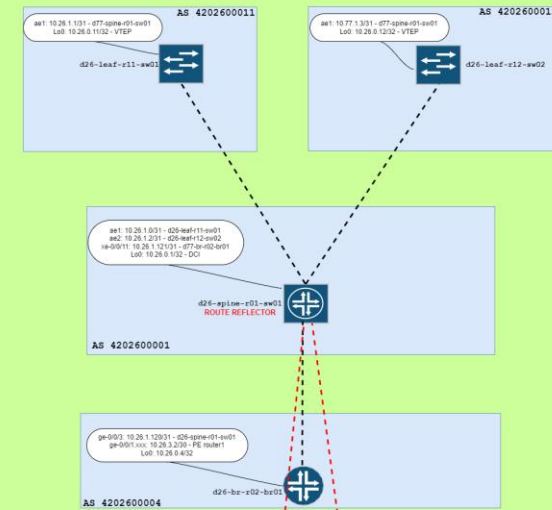 AS 4202600011
ae1: 10.26.1.1/31 - d77-spine-r01-sw01
Lo0: 10.26.0.11/32 - VTEP
d26-leaf-r11-sw01
AS 420260001
ae1: 10.77.1.3/31 - d77-spine-r01-sw01
Lo0: 10.26.0.12/32 - VTEP
d26-leaf-r12-sw02
ae1: 10.26.1.0/31 - d26-leaf-r11-sw01
ae2: 10.26.1.2/31 - d26-leaf-r12-sw02
xe-0/0/11: 10.26.1.121/31 - d77-br-r02-br01
Lo0: 10.26.0.1/32 - DCI
d26-spine-r01-sw01
ROUTE REFLECTOR
AS 4202600001
ge-0/0/3: 10.26.1.120/31 - d26-spine-r01-sw01
ge-0/0/1.xxx: 10.26.3.2/30 - PE router1
Lo0: 10.26.0.4/32
d26-br-r02-br01
AS 4202600004